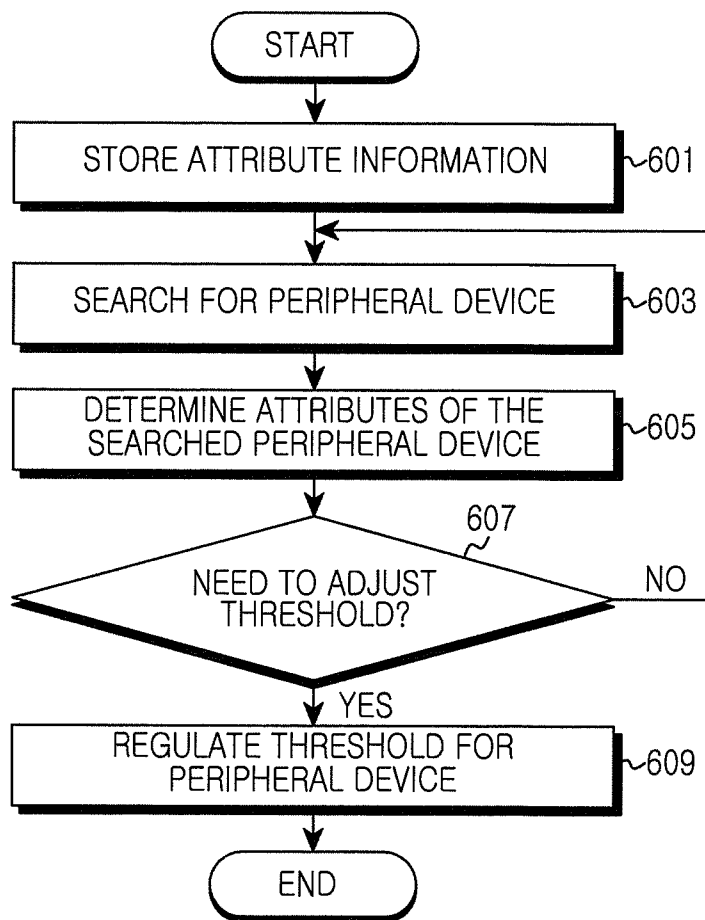 START
STORE ATTRIBUTE INFORMATION
601
SEARCH FOR PERIPHERAL DEVICE
603
DETERMINE ATTRIBUTES OF THE
SEARCHED PERIPHERAL DEVICE
605
607
NEED TO ADJUST
THRESHOLD?
NO
YES
REGULATE THRESHOLD FOR
PERIPHERAL DEVICE
609
END